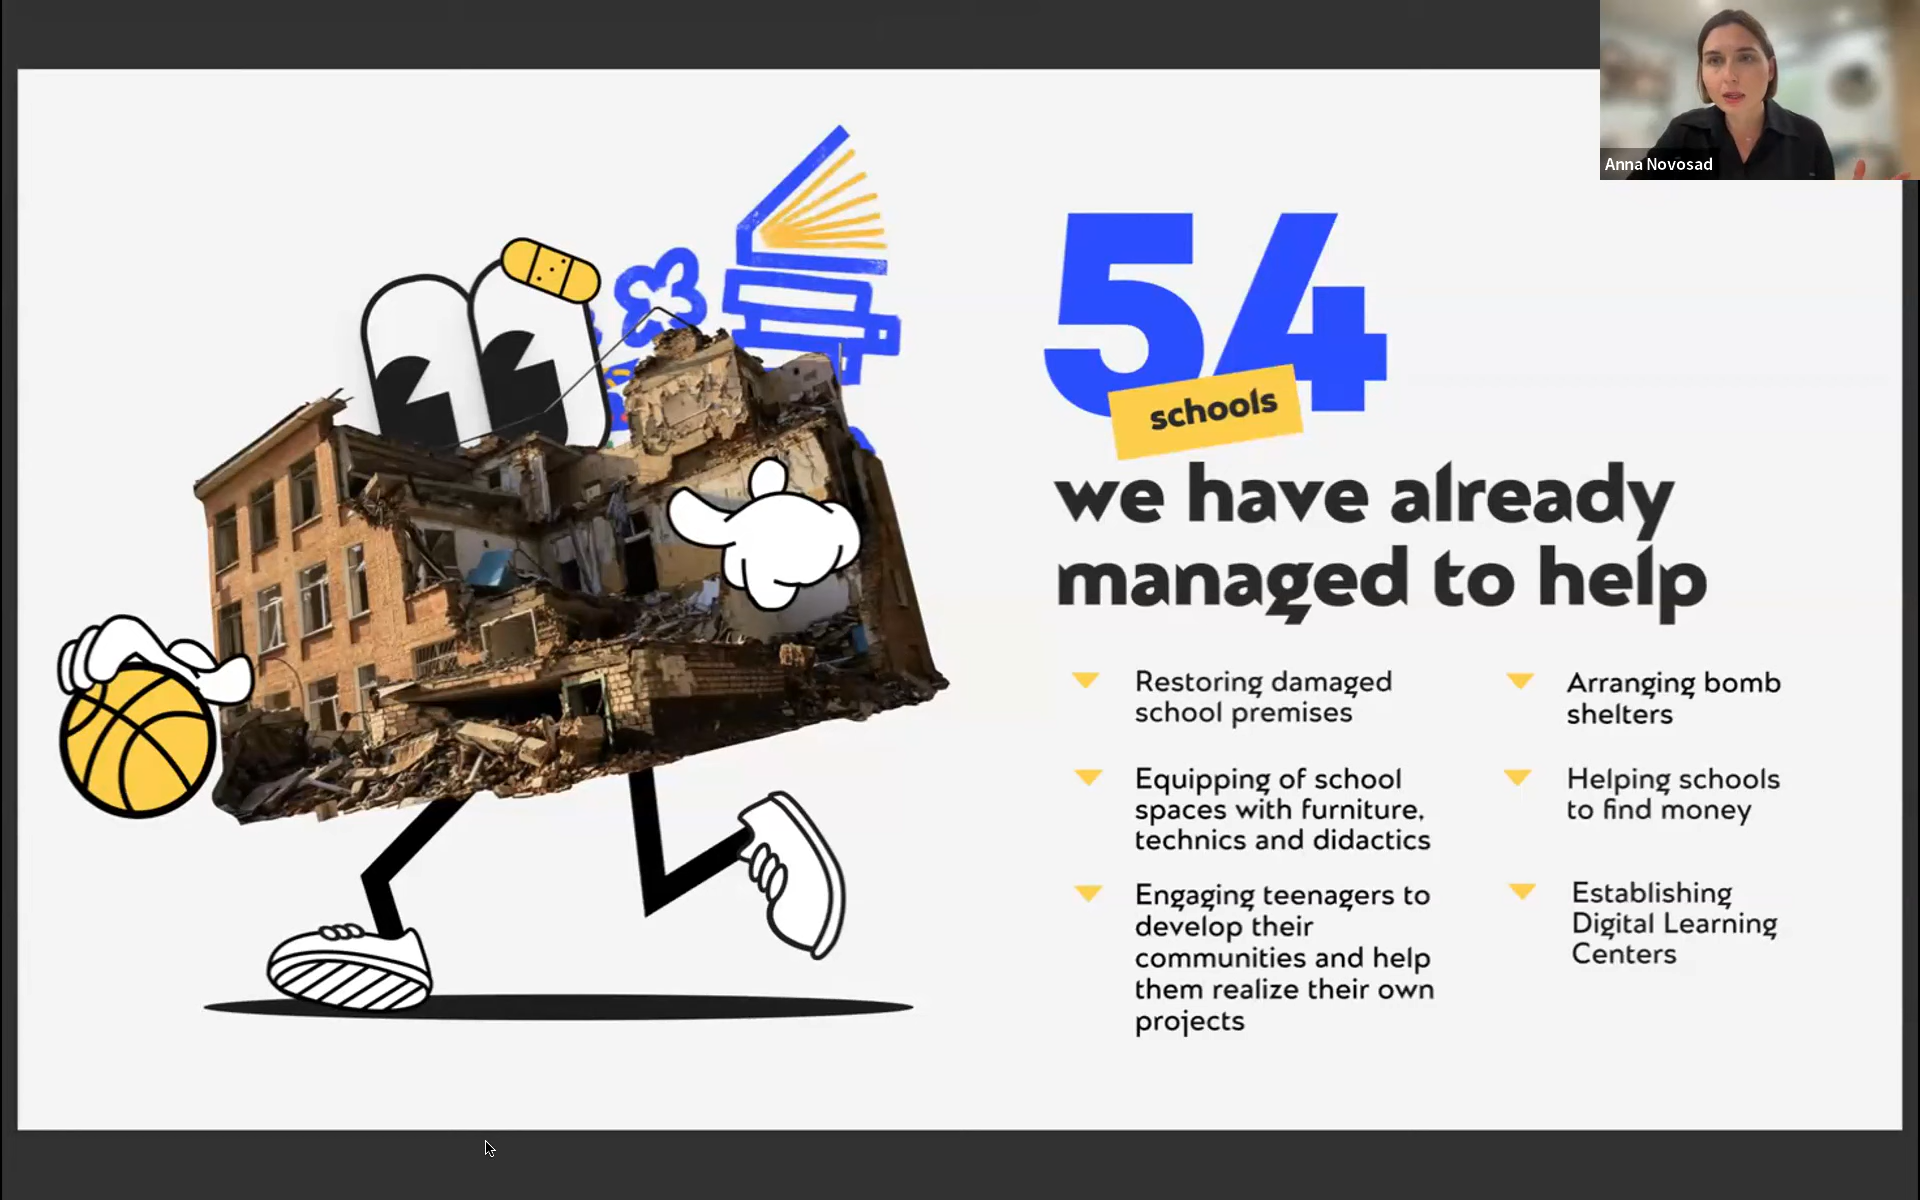 Anna Novosad
54
schools
we have already
managed to help
Restoring damaged
school premises
Equipping of school
spaces with furniture,
technics and didactics
Engaging teenagers to
develop their
communities and help
them realize their own
projects
Arranging bomb
shelters
Helping schools
to find money
Establishing
Digital Learning
Centers